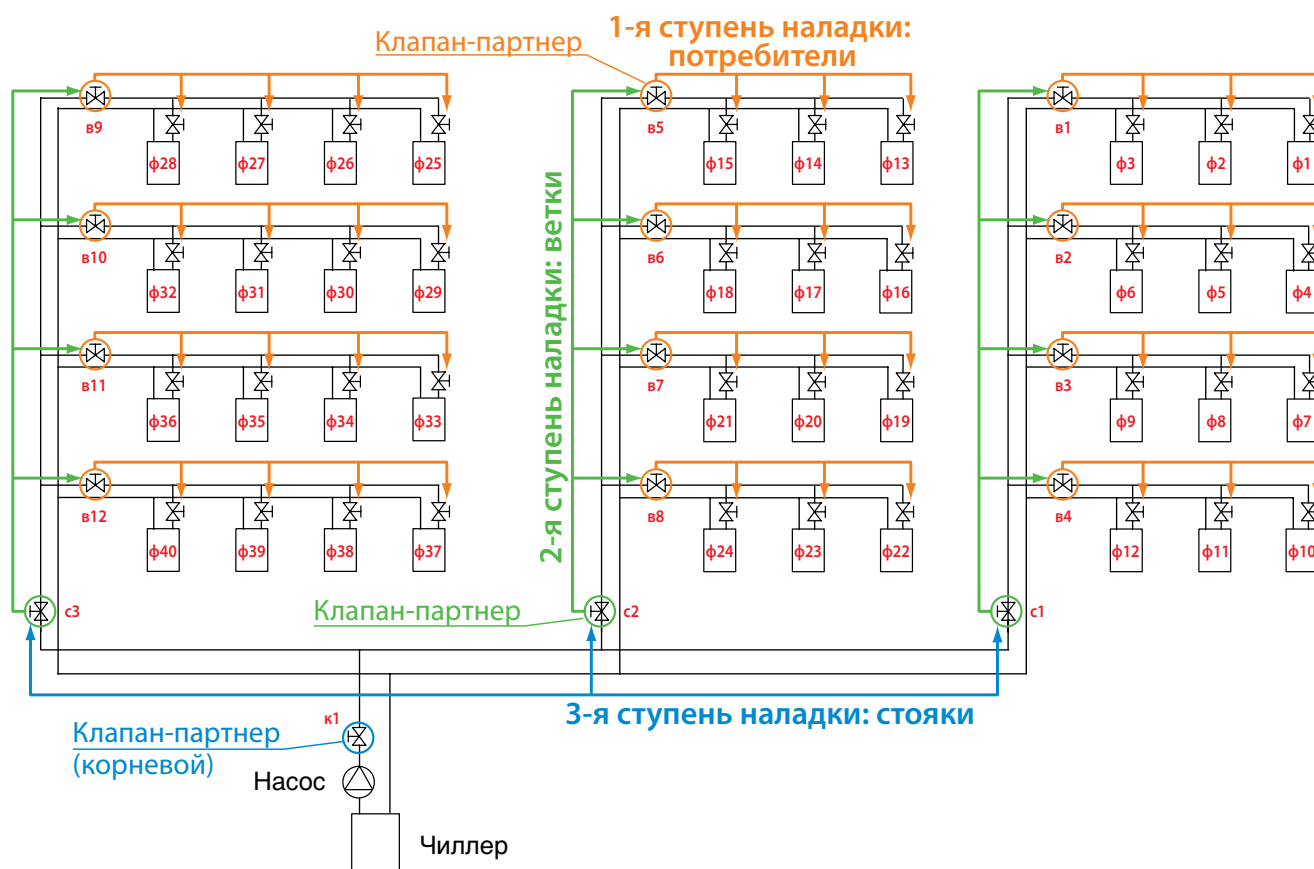 1-я ступень наладки:
потребители
Клапан-партнер
в9
в5
в1
ф28 ф27 ф26 ф25
ф15 ф14 ф13
ф3 ф2 ф1
в10
в6
в2
ф32 ф31 ф30 ф29
ф18 ф17 ф16
ф6 ф5 ф4
в11
в7
в3
ф36 ф35 ф34 ф33
ф21 ф20 ф19
ф9 ф8 ф7
в12
в8
в4
ф40 ф39 ф38 ф37
ф24 ф23 ф22
ф12 ф11 ф10
2-я ступень наладки: ветки
Клапан-партнер
с3
с2
с1
3-я ступень наладки: стояки
к1
Клапан-партнер
(корневой)
Насос
Чиллер